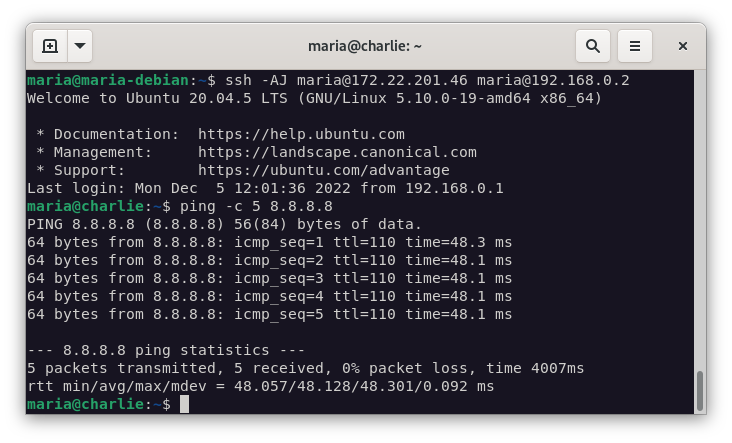 maria@charlie: ~
maria@maria-debian:~$ ssh -AJ maria@172.22.201.46 maria@192.168.0.2
Welcome to Ubuntu 20.04.5 LTS (GNU/Linux 5.10.0-19-amd64 x86_64)
 * Documentation:  https://help.ubuntu.com
 * Management:     https://landscape.canonical.com
 * Support:        https://ubuntu.com/advantage
Last login: Mon Dec  5 12:01:36 2022 from 192.168.0.1
maria@charlie:~$ ping -c 5 8.8.8.8
PING 8.8.8.8 (8.8.8.8) 56(84) bytes of data.
64 bytes from 8.8.8.8: icmp_seq=1 ttl=110 time=48.3 ms
64 bytes from 8.8.8.8: icmp_seq=2 ttl=110 time=48.1 ms
64 bytes from 8.8.8.8: icmp_seq=3 ttl=110 time=48.1 ms
64 bytes from 8.8.8.8: icmp_seq=4 ttl=110 time=48.1 ms
64 bytes from 8.8.8.8: icmp_seq=5 ttl=110 time=48.1 ms
--- 8.8.8.8 ping statistics ---
5 packets transmitted, 5 received, 0% packet loss, time 4007ms
rtt min/avg/max/mdev = 48.057/48.128/48.301/0.092 ms
maria@charlie:~$